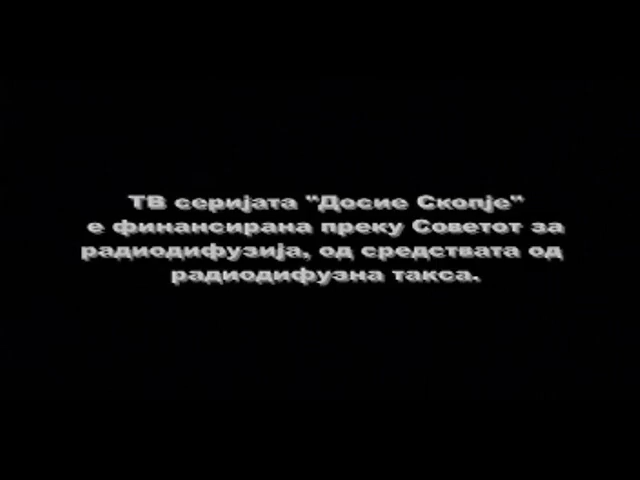 ТВ серијата "Досие Скопје"
е финансирана преку Советот за
радиодифузија, од средствата од
радиодифузна такса.